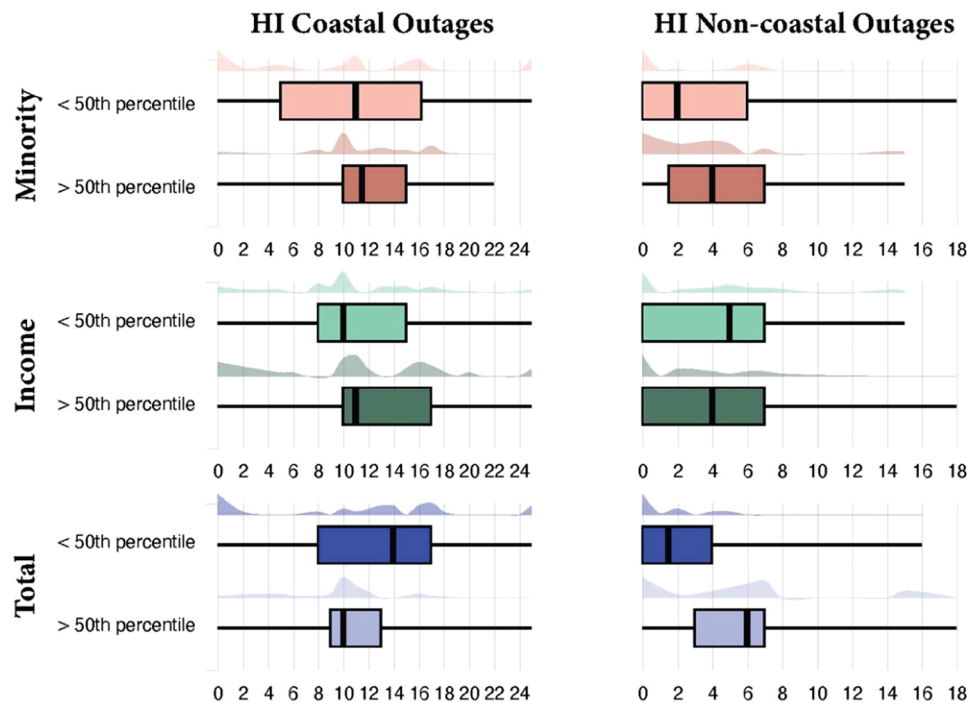 HI Coastal Outages
HI Non-coastal Outages
Minority
< 50th percentile
> 50th percentile
0 2 4 6 8 10 12 14 16 18 20 22 24
0 2 4 6 8 10 12 14 16 18
Income
< 50th percentile
> 50th percentile
0 2 4 6 8 10 12 14 16 18 20 22 24
0 2 4 6 8 10 12 14 16 18
Total
< 50th percentile
> 50th percentile
0 2 4 6 8 10 12 14 16 18 20 22 24
0 2 4 6 8 10 12 14 16 18